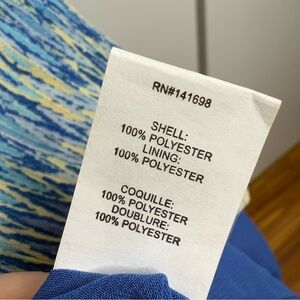 RN#141698
SHELL:
100% POLYESTER
LINING:
100% POLYESTER
COQUILLE:
100% POLYESTER
DOUBLURE:
100% POLYESTER